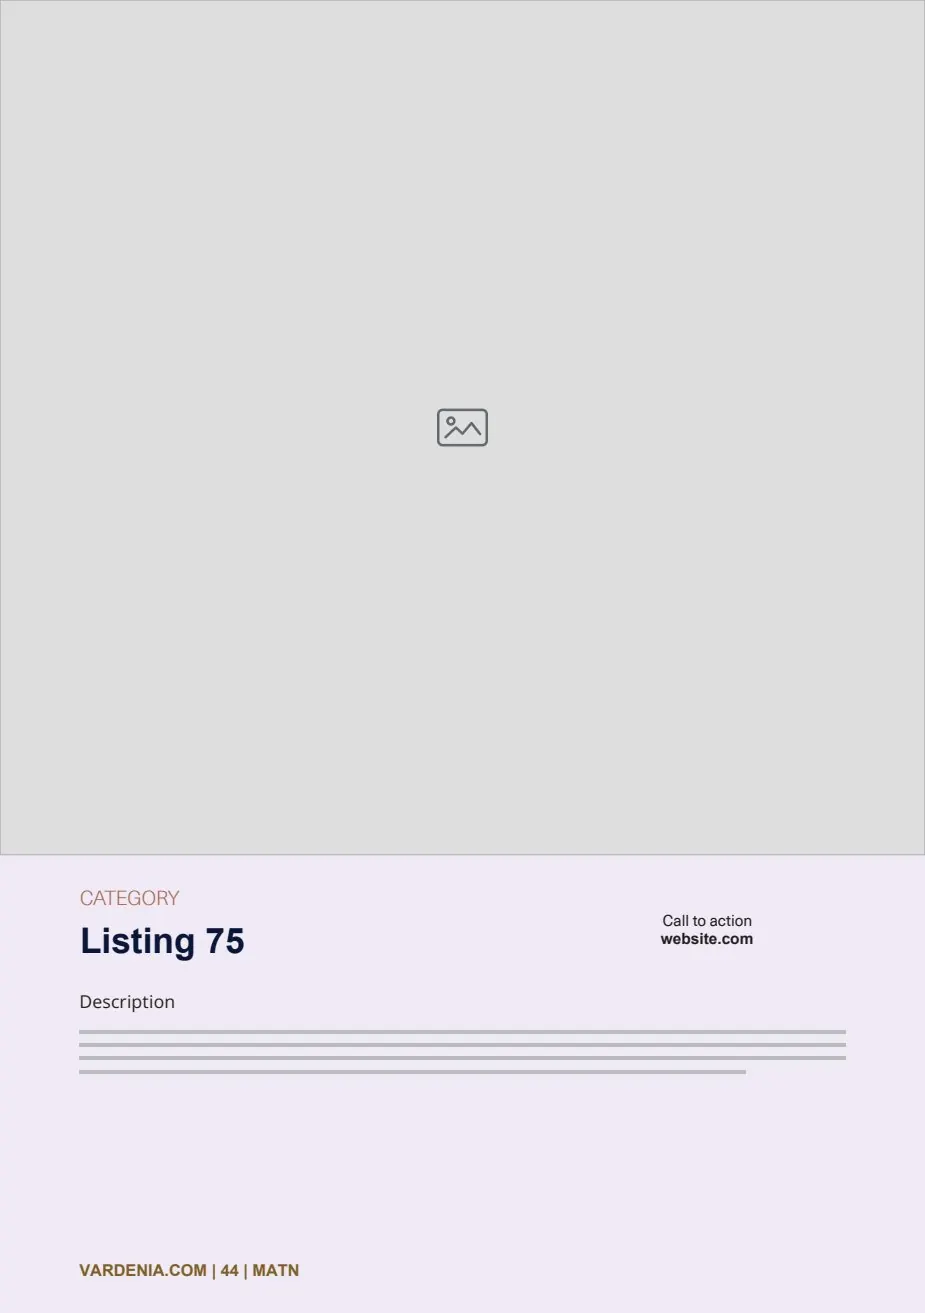 CATEGORY
Listing 75
Call to action
website.com
Description
VARDENIA.COM | 44 | MATN